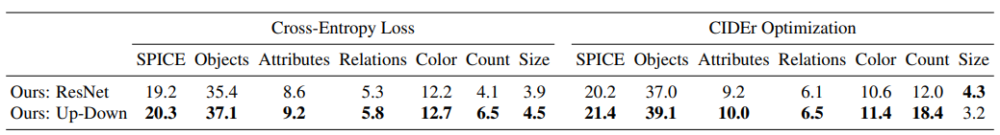 Cross-Entropy Loss CIDEr Optimization
SPICE Objects Attributes Relations Color Count Size SPICE Objects Attributes Relations Color Count Size
Ours: ResNet 19.2 35.4 8.6 5.3 12.2 4.1 3.9 20.2 37.0 9.2 6.1 10.6 12.0 4.3
Ours: Up-Down 20.3 37.1 9.2 5.8 12.7 6.5 4.5 21.4 39.1 10.0 6.5 11.4 18.4 3.2